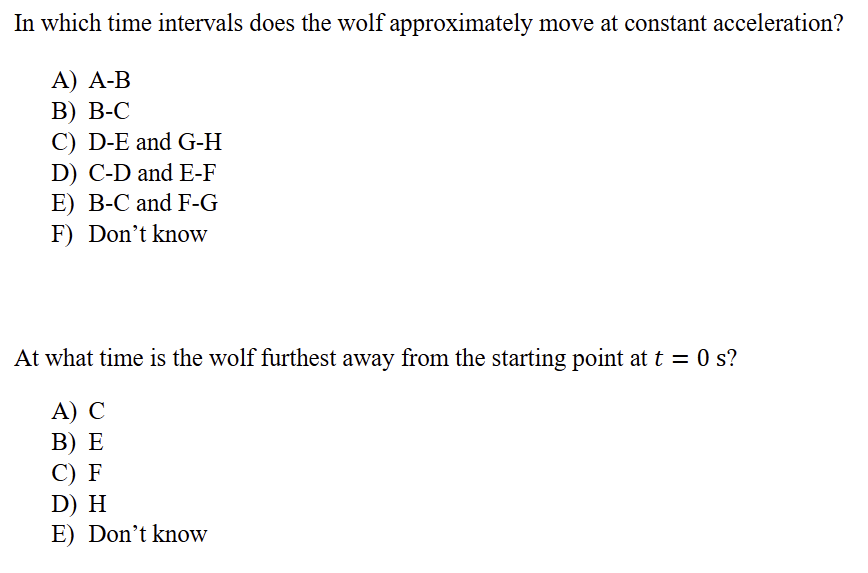 In which time intervals does the wolf approximately move at constant acceleration?
A) A-B
B) B-C
C) D-E and G-H
D) C-D and E-F
E) B-C and F-G
F) Don’t know
At what time is the wolf furthest away from the starting point at t = 0 s?
A) C
B) E
C) F
D) H
E) Don’t know